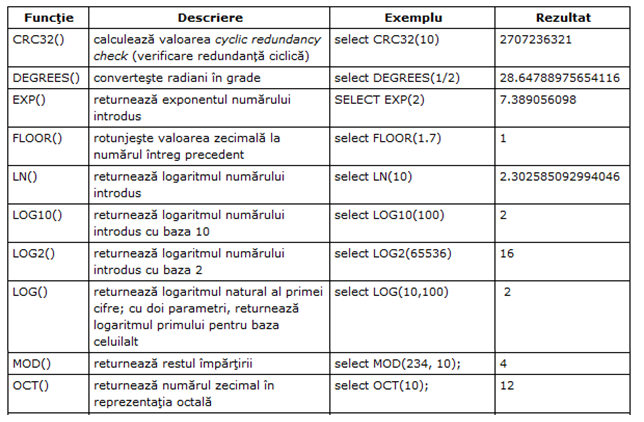 Funcţie Descriere Exemplu Rezultat
CRC32() calculează valoarea cyclic redundancy select CRC32(10) 2707236321
check (verificare redundanţă ciclică)
DEGREES() converteşte radiani în grade select DEGREES(1/2) 28.64788975654116
EXP() returnează exponentul numărului SELECT EXP(2) 7.389056098
introdus
FLOOR() rotunjeşte valoarea zecimală la select FLOOR(1.7) 1
numărul întreg precedent
LN() returnează logaritmul numărului select LN(10) 2.302585092994046
introdus
LOG10() returnează logaritmul numărului select LOG10(100) 2
introdus cu baza 10
LOG2() returnează logaritmul numărului select LOG2(65536) 16
introdus cu baza 2
LOG() returnează logaritmul natural al primei select LOG(10,100) 2
cifre; cu doi parametri, returnează
logaritmul primului pentru baza
celuilalt
MOD() returnează restul împărţirii select MOD(234, 10); 4
OCT() returnează numărul zecimal în select OCT(10); 12
reprezentaţia octală